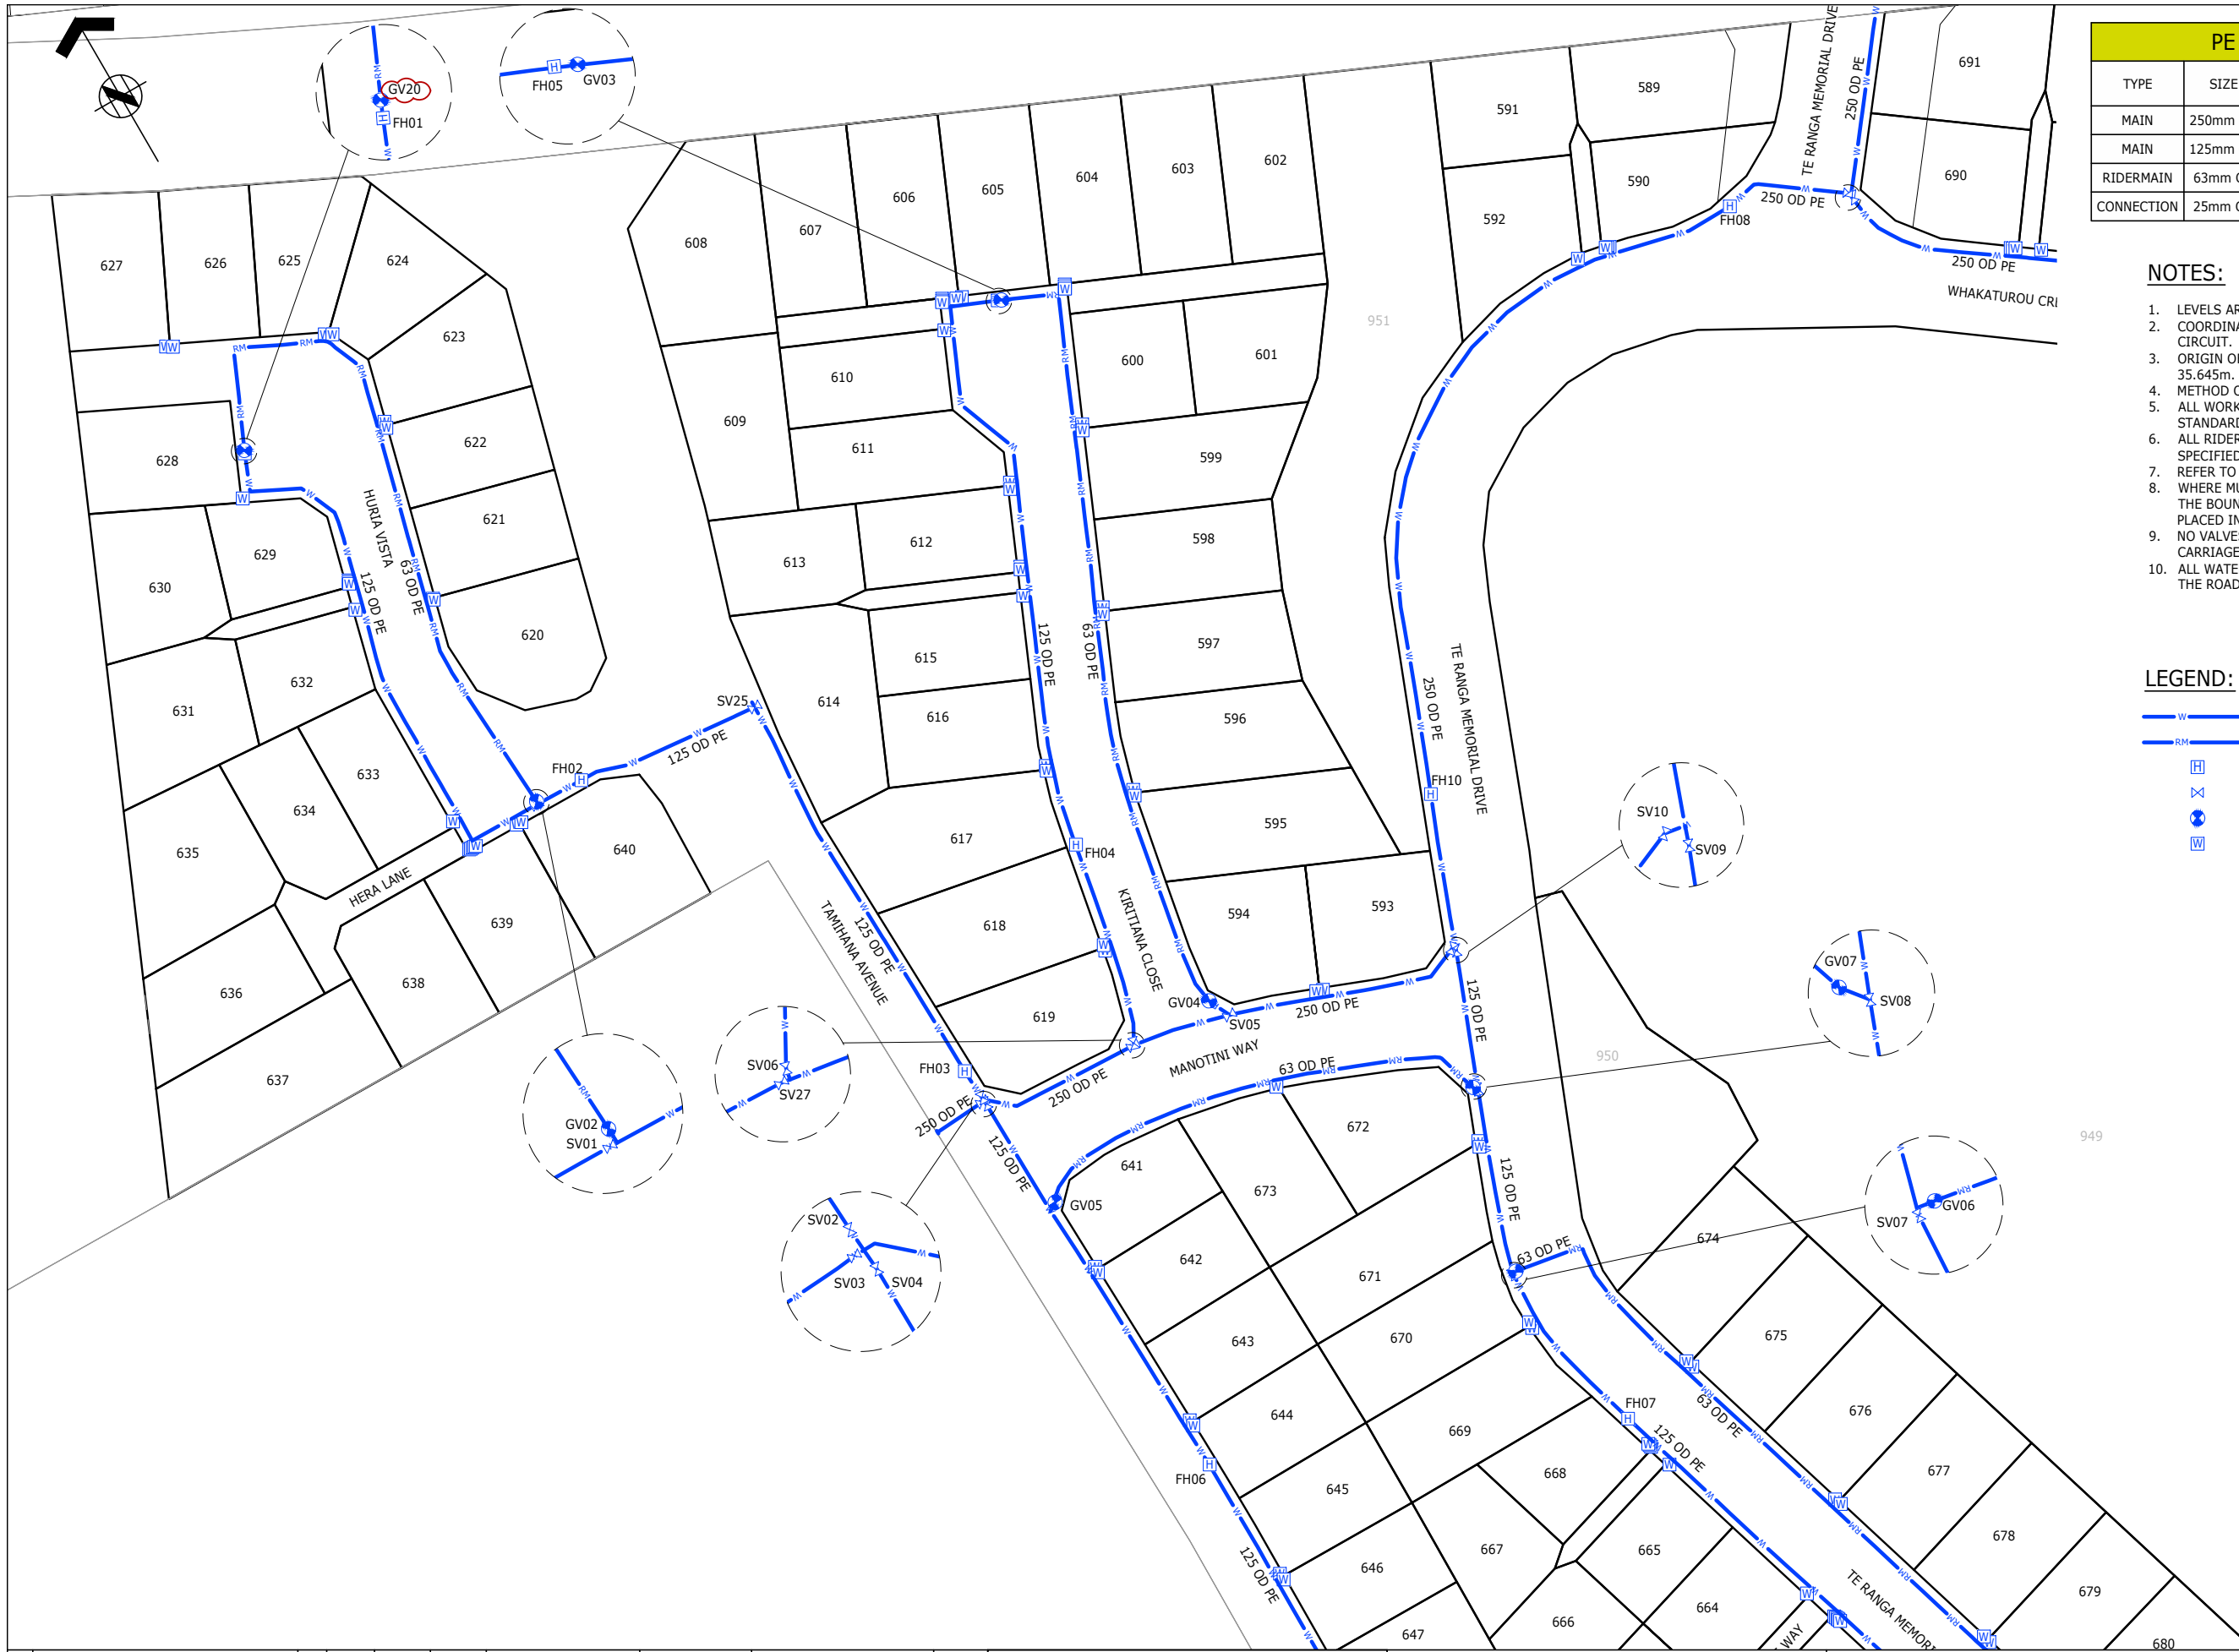 GV20
FH01
FH05
GV03
PE
TYPE
SIZE
MAIN
250mm
MAIN
125mm
RIDERMAIN
63mm
CONNECTION
25mm
NOTES:
1. LEVELS AR
2. COORDINA
CIRCUIT.
3. ORIGIN O
35.645m.
4. METHOD O
5. ALL WORK
STANDARD
6. ALL RIDER
SPECIFIED
7. REFER TO
8. WHERE MU
THE BOUN
PLACED IN
9. NO VALVE
CARRIAGE
10. ALL WATE
THE ROAD
LEGEND:
W
RM
H
W
627
626
625
624
623
622
621
620
628
629
630
631
632
633
634
635
636
637
638
639
640
HURIA VISTA
125 OD PE
63 OD PE
HERA LANE
FH02
SV25
125 OD PE
608
607
606
605
604
603
602
609
610
611
612
613
614
615
616
617
618
619
600
601
599
598
597
596
595
594
593
592
591
590
589
951
125 OD PE
63 OD PE
FH04
KIRITIANA CLOSE
TAMIHANA AVENUE
125 OD PE
FH03
GV04
SV05
250 OD PE
MANOTINI WAY
250 OD PE
250 OD PE
63 OD PE
TE RANGA MEMORIAL DRIVE
250 OD PE
250 OD PE
FH08
691
690
250 OD PE
WHAKATUROU CRE
TE RANGA MEMORIAL DRIVE
250 OD PE
FH10
SV10
SV09
GV07
SV08
GV06
SV07
SV06
SV27
GV02
SV01
SV02
SV03
SV04
125 OD PE
125 OD PE
125 OD PE
63 OD PE
950
949
GV05
641
642
643
644
645
646
647
672
673
671
670
669
668
667
666
665
664
674
675
676
677
678
679
680
FH06
125 OD PE
FH07
125 OD PE
63 OD PE
TE RANGA MEMORI
WAY